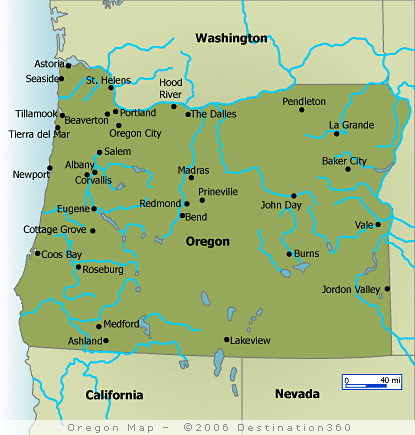 Washington
Astoria
Seaside
St. Helens
Hood
River
Pendleton
Tillamook
Portland
The Dalles
Beaverton
La Grande
Tierra del Mar
Oregon City
Salem
Baker City
Albany
Newport
Corvallis
Madras
Prineville
Eugene
Redmond
John Day
Bend
Vale
Cottage Grove
Oregon
Coos Bay
Burns
Roseburg
Jordon Valley
Medford
Ashland
Lakeview
0
40 mi
California
Nevada
Oregon Map - ©2006 Destination360